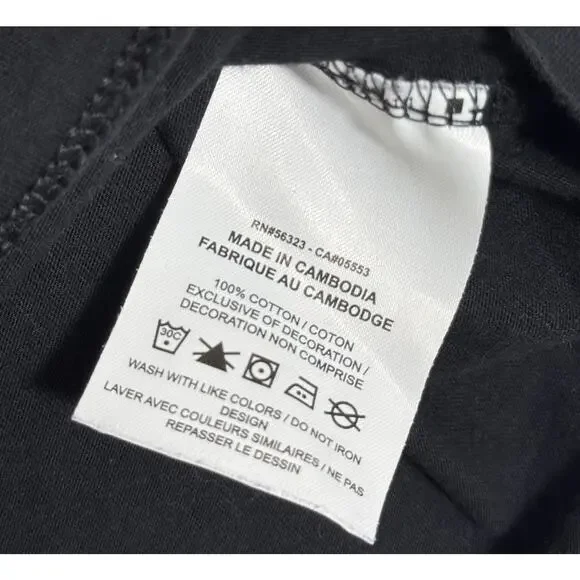 RN#56323 - CA#05553
MADE IN CAMBODIA
FABRIQUE AU CAMBODGE
100% COTTON / COTON
EXCLUSIVE OF DECORATION /
DECORATION NON COMPRISE
30C
WASH WITH LIKE COLORS / DO NOT IRON
DESIGN
LAVER AVEC COULEURS SIMILAIRES / NE PAS
REPASSER LE DESSIN